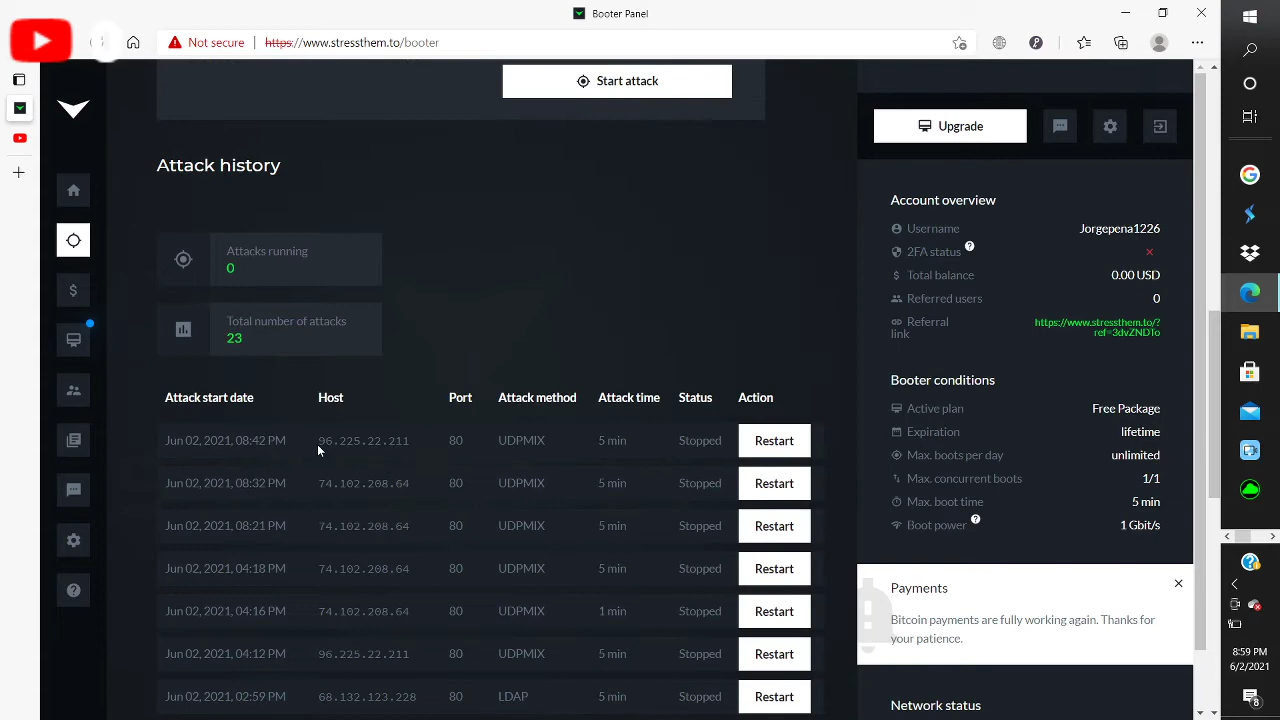 Booter Panel
Not secure
https://www.stressthem.to/booter
Start attack
Upgrade
Attack history
Attacks running
0
Total number of attacks
23
Attack start date Host Port Attack method Attack time Status Action
Jun 02, 2021, 08:42 PM 96.225.22.211 80 UDPMIX 5 min Stopped Restart
Jun 02, 2021, 08:32 PM 74.102.208.64 80 UDPMIX 5 min Stopped Restart
Jun 02, 2021, 08:21 PM 74.102.208.64 80 UDPMIX 5 min Stopped Restart
Jun 02, 2021, 04:18 PM 74.102.208.64 80 UDPMIX 5 min Stopped Restart
Jun 02, 2021, 04:16 PM 74.102.208.64 80 UDPMIX 1 min Stopped Restart
Jun 02, 2021, 04:12 PM 96.225.22.211 80 UDPMIX 5 min Stopped Restart
Jun 02, 2021, 02:59 PM 68.132.123.228 80 LDAP 5 min Stopped Restart
Account overview
Username Jorgepena1226
2FA status ?
Total balance 0.00 USD
Referred users 0
Referral link https://www.stressthem.to/?
ref=3dvZNDTo
Booter conditions
Active plan Free Package
Expiration lifetime
Max. boots per day unlimited
Max. concurrent boots 1/1
Max. boot time 5 min
Boot power ? 1 Gbit/s
Payments
Bitcoin payments are fully working again. Thanks for
your patience.
Network status
8:59 PM
6/2/2021
8